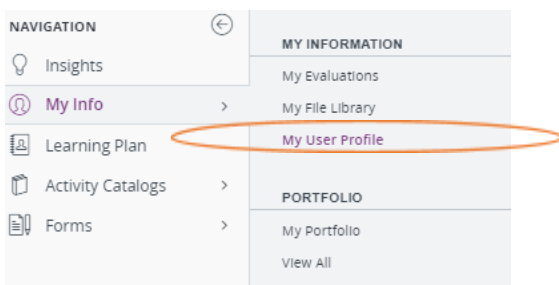 NAVIGATION
Insights
My Info
Learning Plan
Activity Catalogs
Forms
MY INFORMATION
My Evaluations
My File Library
My User Profile
PORTFOLIO
My Portfolio
View All